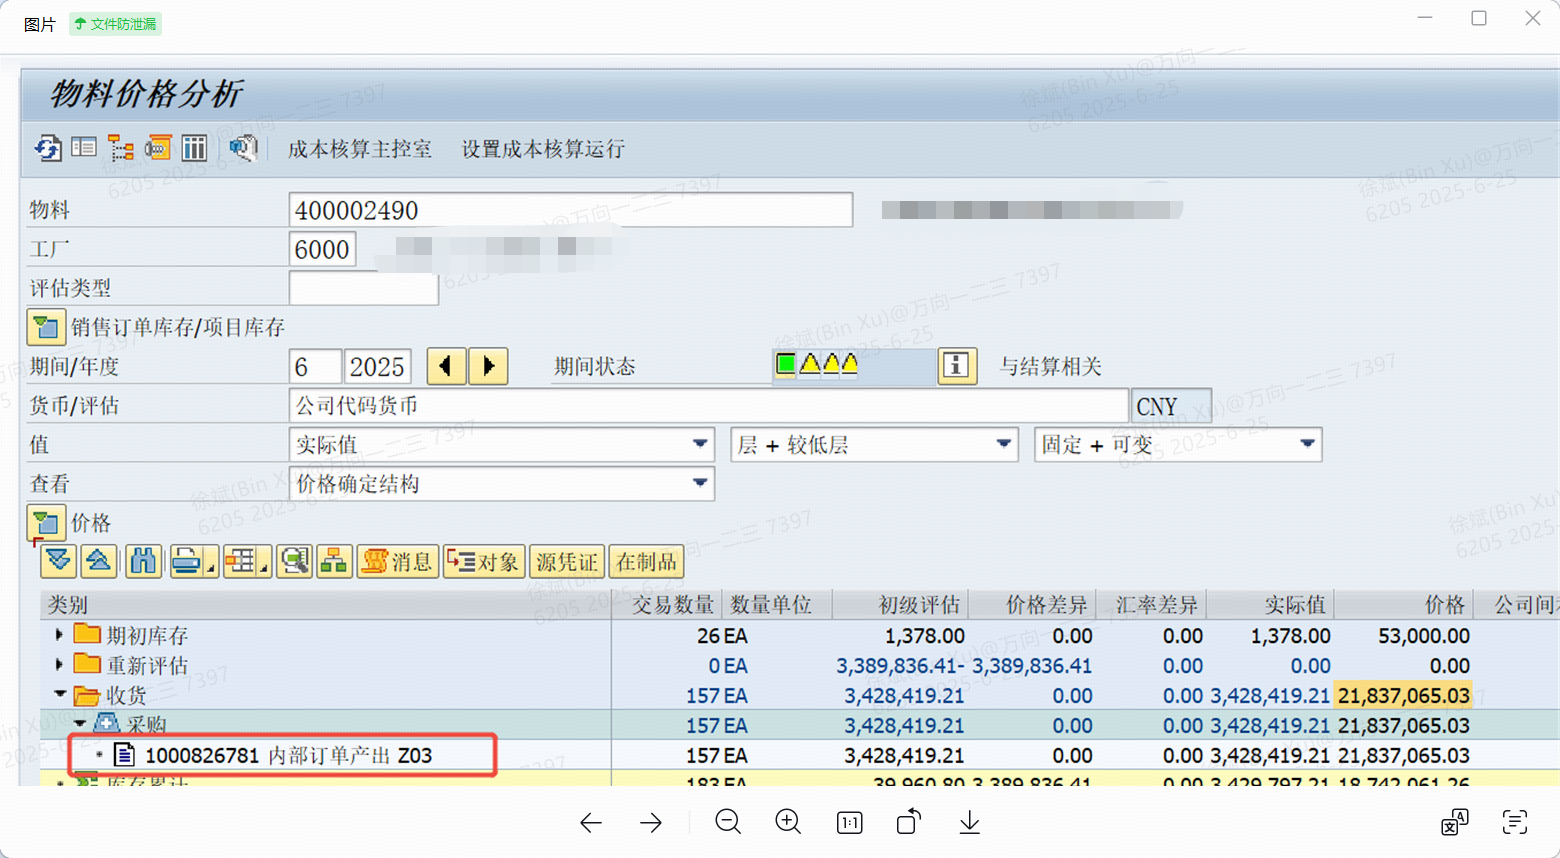 图片 文件防泄漏
物料价格分析
成本核算主控室 设置成本核算运行
物料 400002490
工厂 6000
评估类型
销售订单库存/项目库存
期间/年度 6 2025 期间状态 与结算相关
货币/评估 公司代码货币 CNY
值 实际值 层 + 较低层 固定 + 可变
查看 价格确定结构
价格
消息 对象 源凭证 在制品
类别 交易数量 数量单位 初级评估 价格差异 汇率差异 实际值 价格 公司间
期初库存 26 EA 1,378.00 0.00 0.00 1,378.00 53,000.00
重新评估 0 EA 3,389,836.41- 3,389,836.41 0.00 0.00 0.00
收货 157 EA 3,428,419.21 0.00 0.00 3,428,419.21 21,837,065.03
采购 157 EA 3,428,419.21 0.00 0.00 3,428,419.21 21,837,065.03
1000826781 内部订单产出 Z03 157 EA 3,428,419.21 0.00 0.00 3,428,419.21 21,837,065.03
库存累计 183 EA 39,960.80 3,389,836.41 0.00 3,429,797.21 18,742,061.26
徐斌(Bin Xu)@万向一二三 7397
6205 2025-6-25